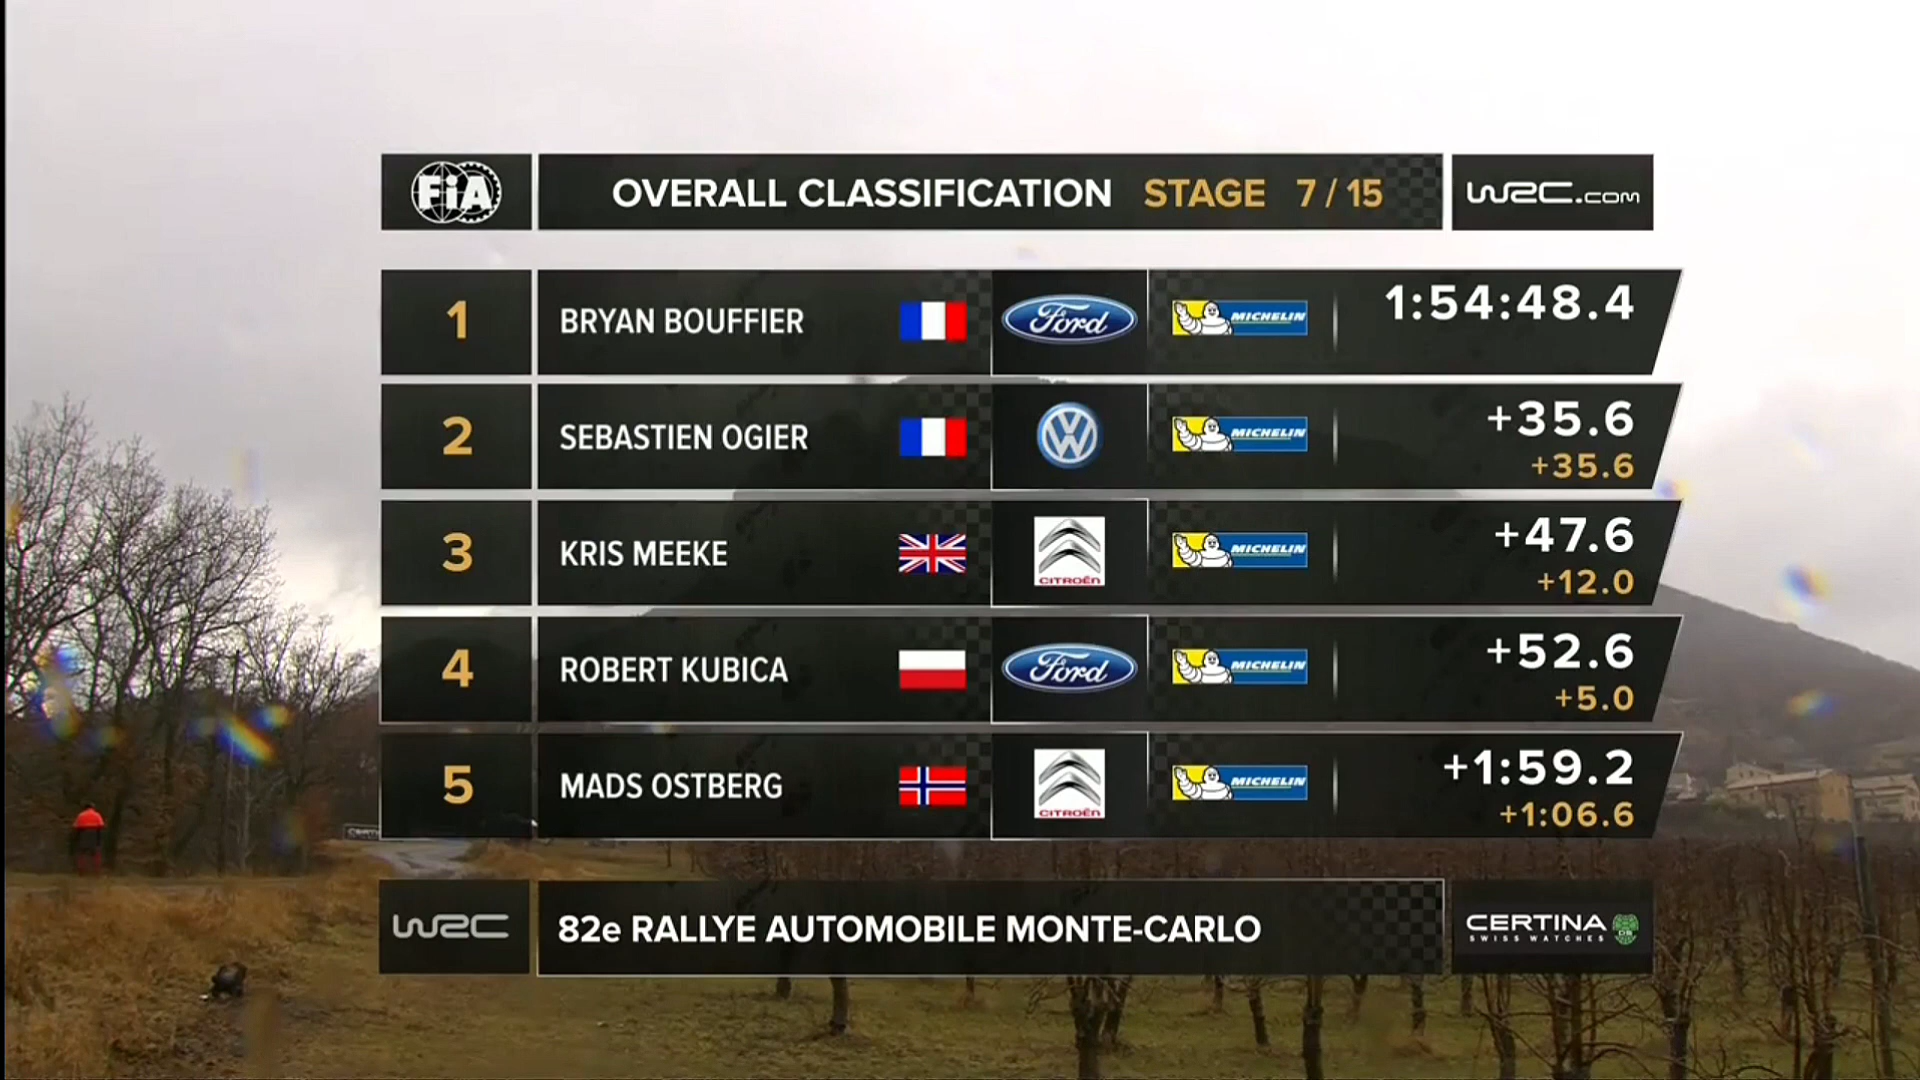 FiA OVERALL CLASSIFICATION STAGE 7 / 15 WRC.COM
1 BRYAN BOUFFIER Ford MICHELIN 1:54:48.4
2 SEBASTIEN OGIER VW MICHELIN +35.6
+35.6
3 KRIS MEEKE CITROËN MICHELIN +47.6
+12.0
4 ROBERT KUBICA Ford MICHELIN +52.6
+5.0
5 MADS OSTBERG CITROËN MICHELIN +1:59.2
+1:06.6
CERTINA
WRC 82e RALLYE AUTOMOBILE MONTE-CARLO CERTINA DS
SWISS WATCHES